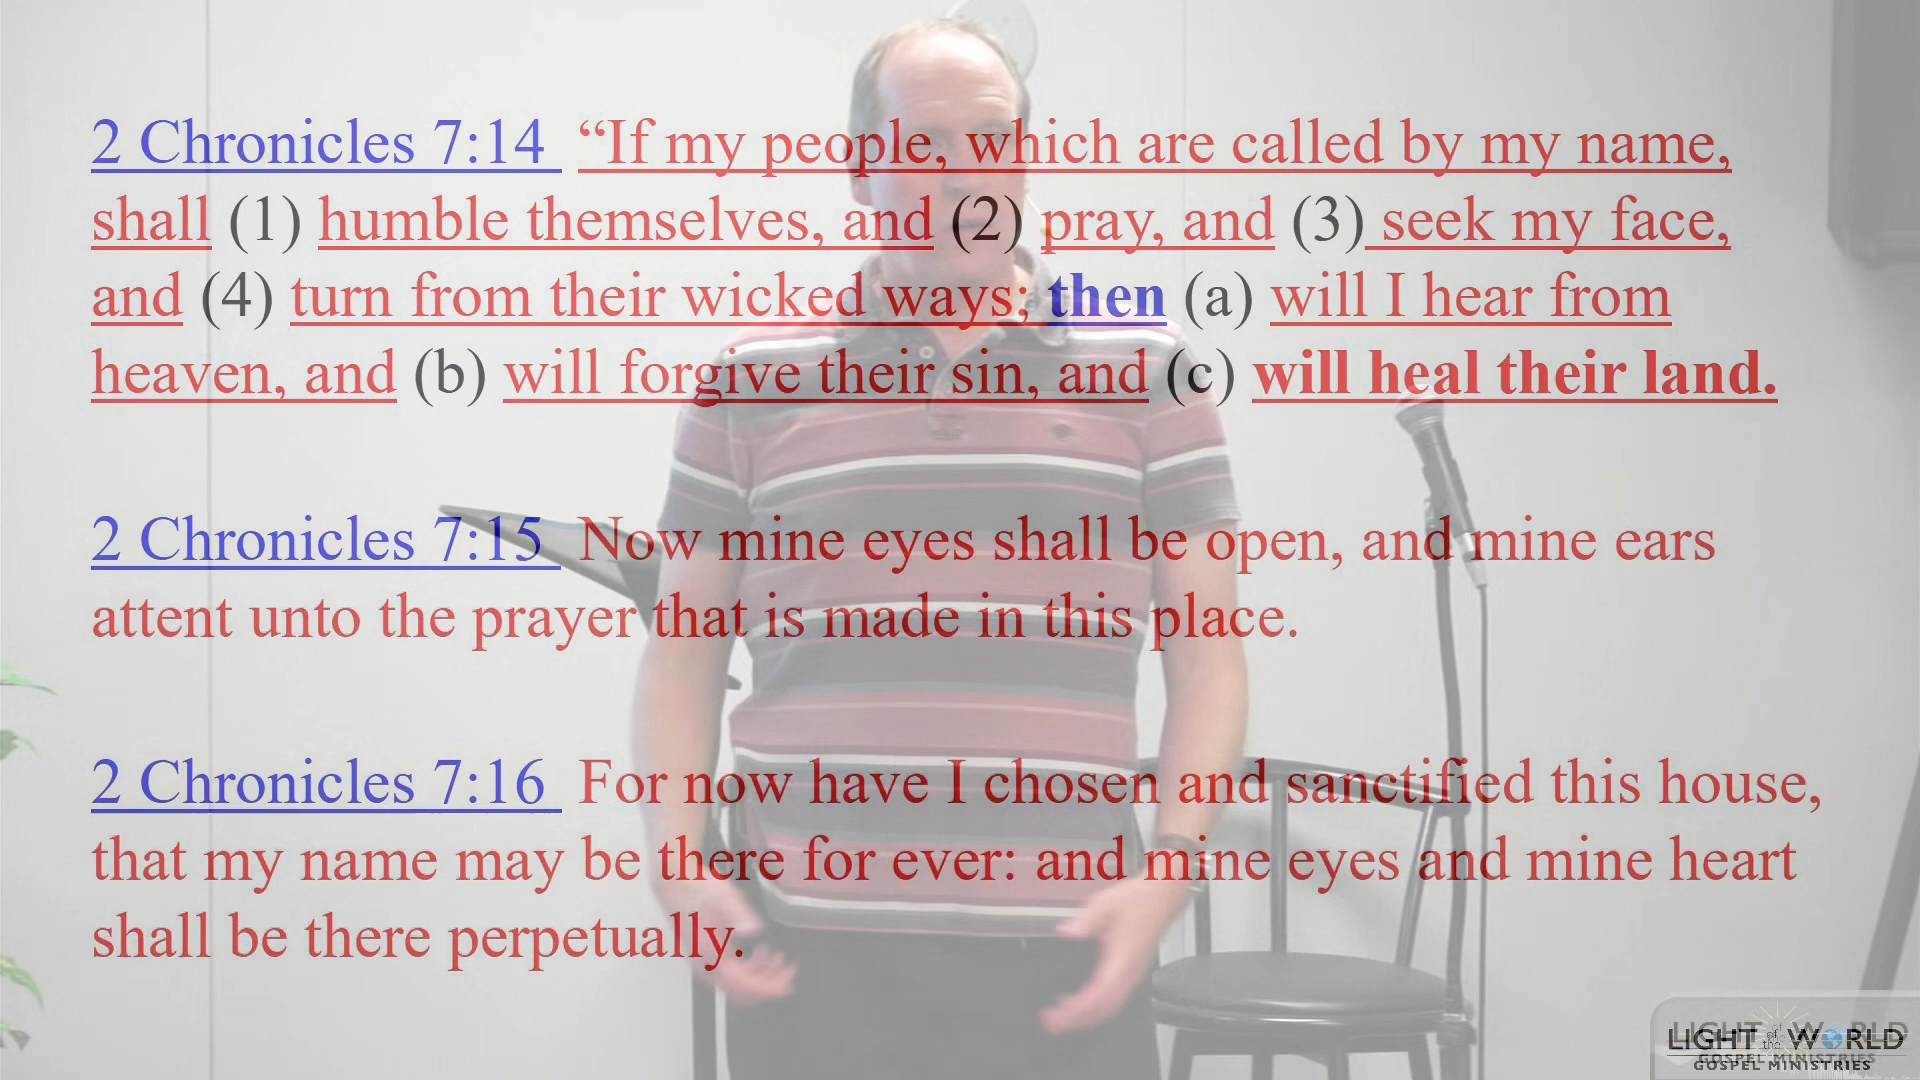 2 Chronicles 7:14 “If my people, which are called by my name,
shall (1) humble themselves, and (2) pray, and (3) seek my face,
and (4) turn from their wicked ways; then (a) will I hear from
heaven, and (b) will forgive their sin, and (c) will heal their land.
2 Chronicles 7:15 Now mine eyes shall be open, and mine ears
attent unto the prayer that is made in this place.
2 Chronicles 7:16 For now have I chosen and sanctified this house,
that my name may be there for ever: and mine eyes and mine heart
shall be there perpetually.
LIGHT of the WORLD
GOSPEL MINISTRIES